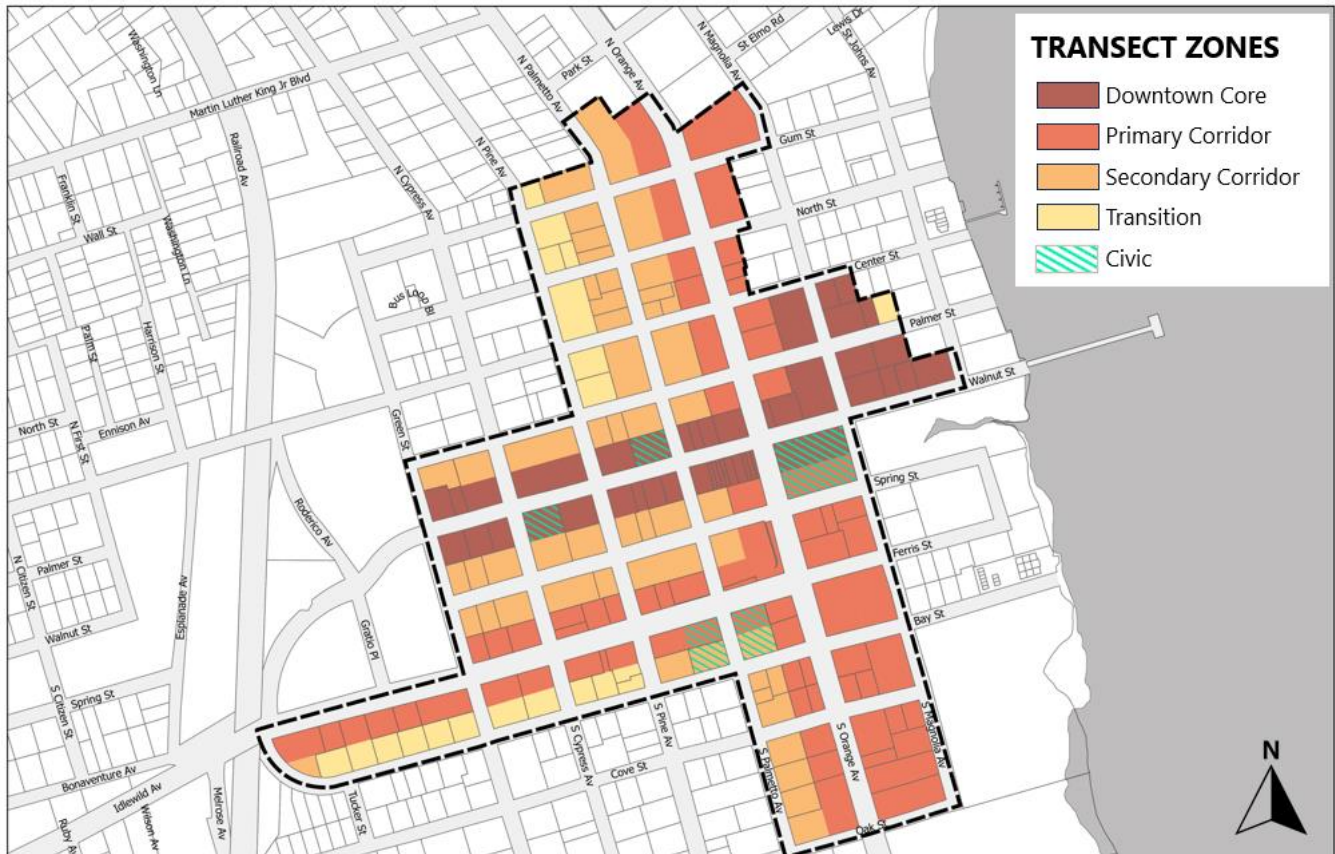 TRANSECT ZONES
Downtown Core
Primary Corridor
Secondary Corridor
Transition
Civic
Washington Ln
Martin Luther King Jr Blvd
Railroad Av
N Palmetto Av
Park St
N Orange Av
N Magnolia Av
St Elmo Rd
Lewis Dr
St Johns Av
Gum St
N Pine Av
N Cypress Av
Franklin St
Wall St
Washington Ln
North St
Center St
Bus Loop Bl
Palmer St
Palm St
Harrison St
Walnut St
North St
N First St
Ennison Av
Green St
Spring St
Roderico Av
Ferris St
N Citizen St
Palmer St
Esplanade Av
Walnut St
Gratio Pl
Bay St
Spring St
S Citizen St
S Pine Av
S Cypress Av
S Orange Av
S Magnolia Av
S Palmetto Av
Cove St
Bonaventure Av
Idlewild Av
Melrose Av
Tucker St
Wilson Av
Ruby Av
Oak St
N